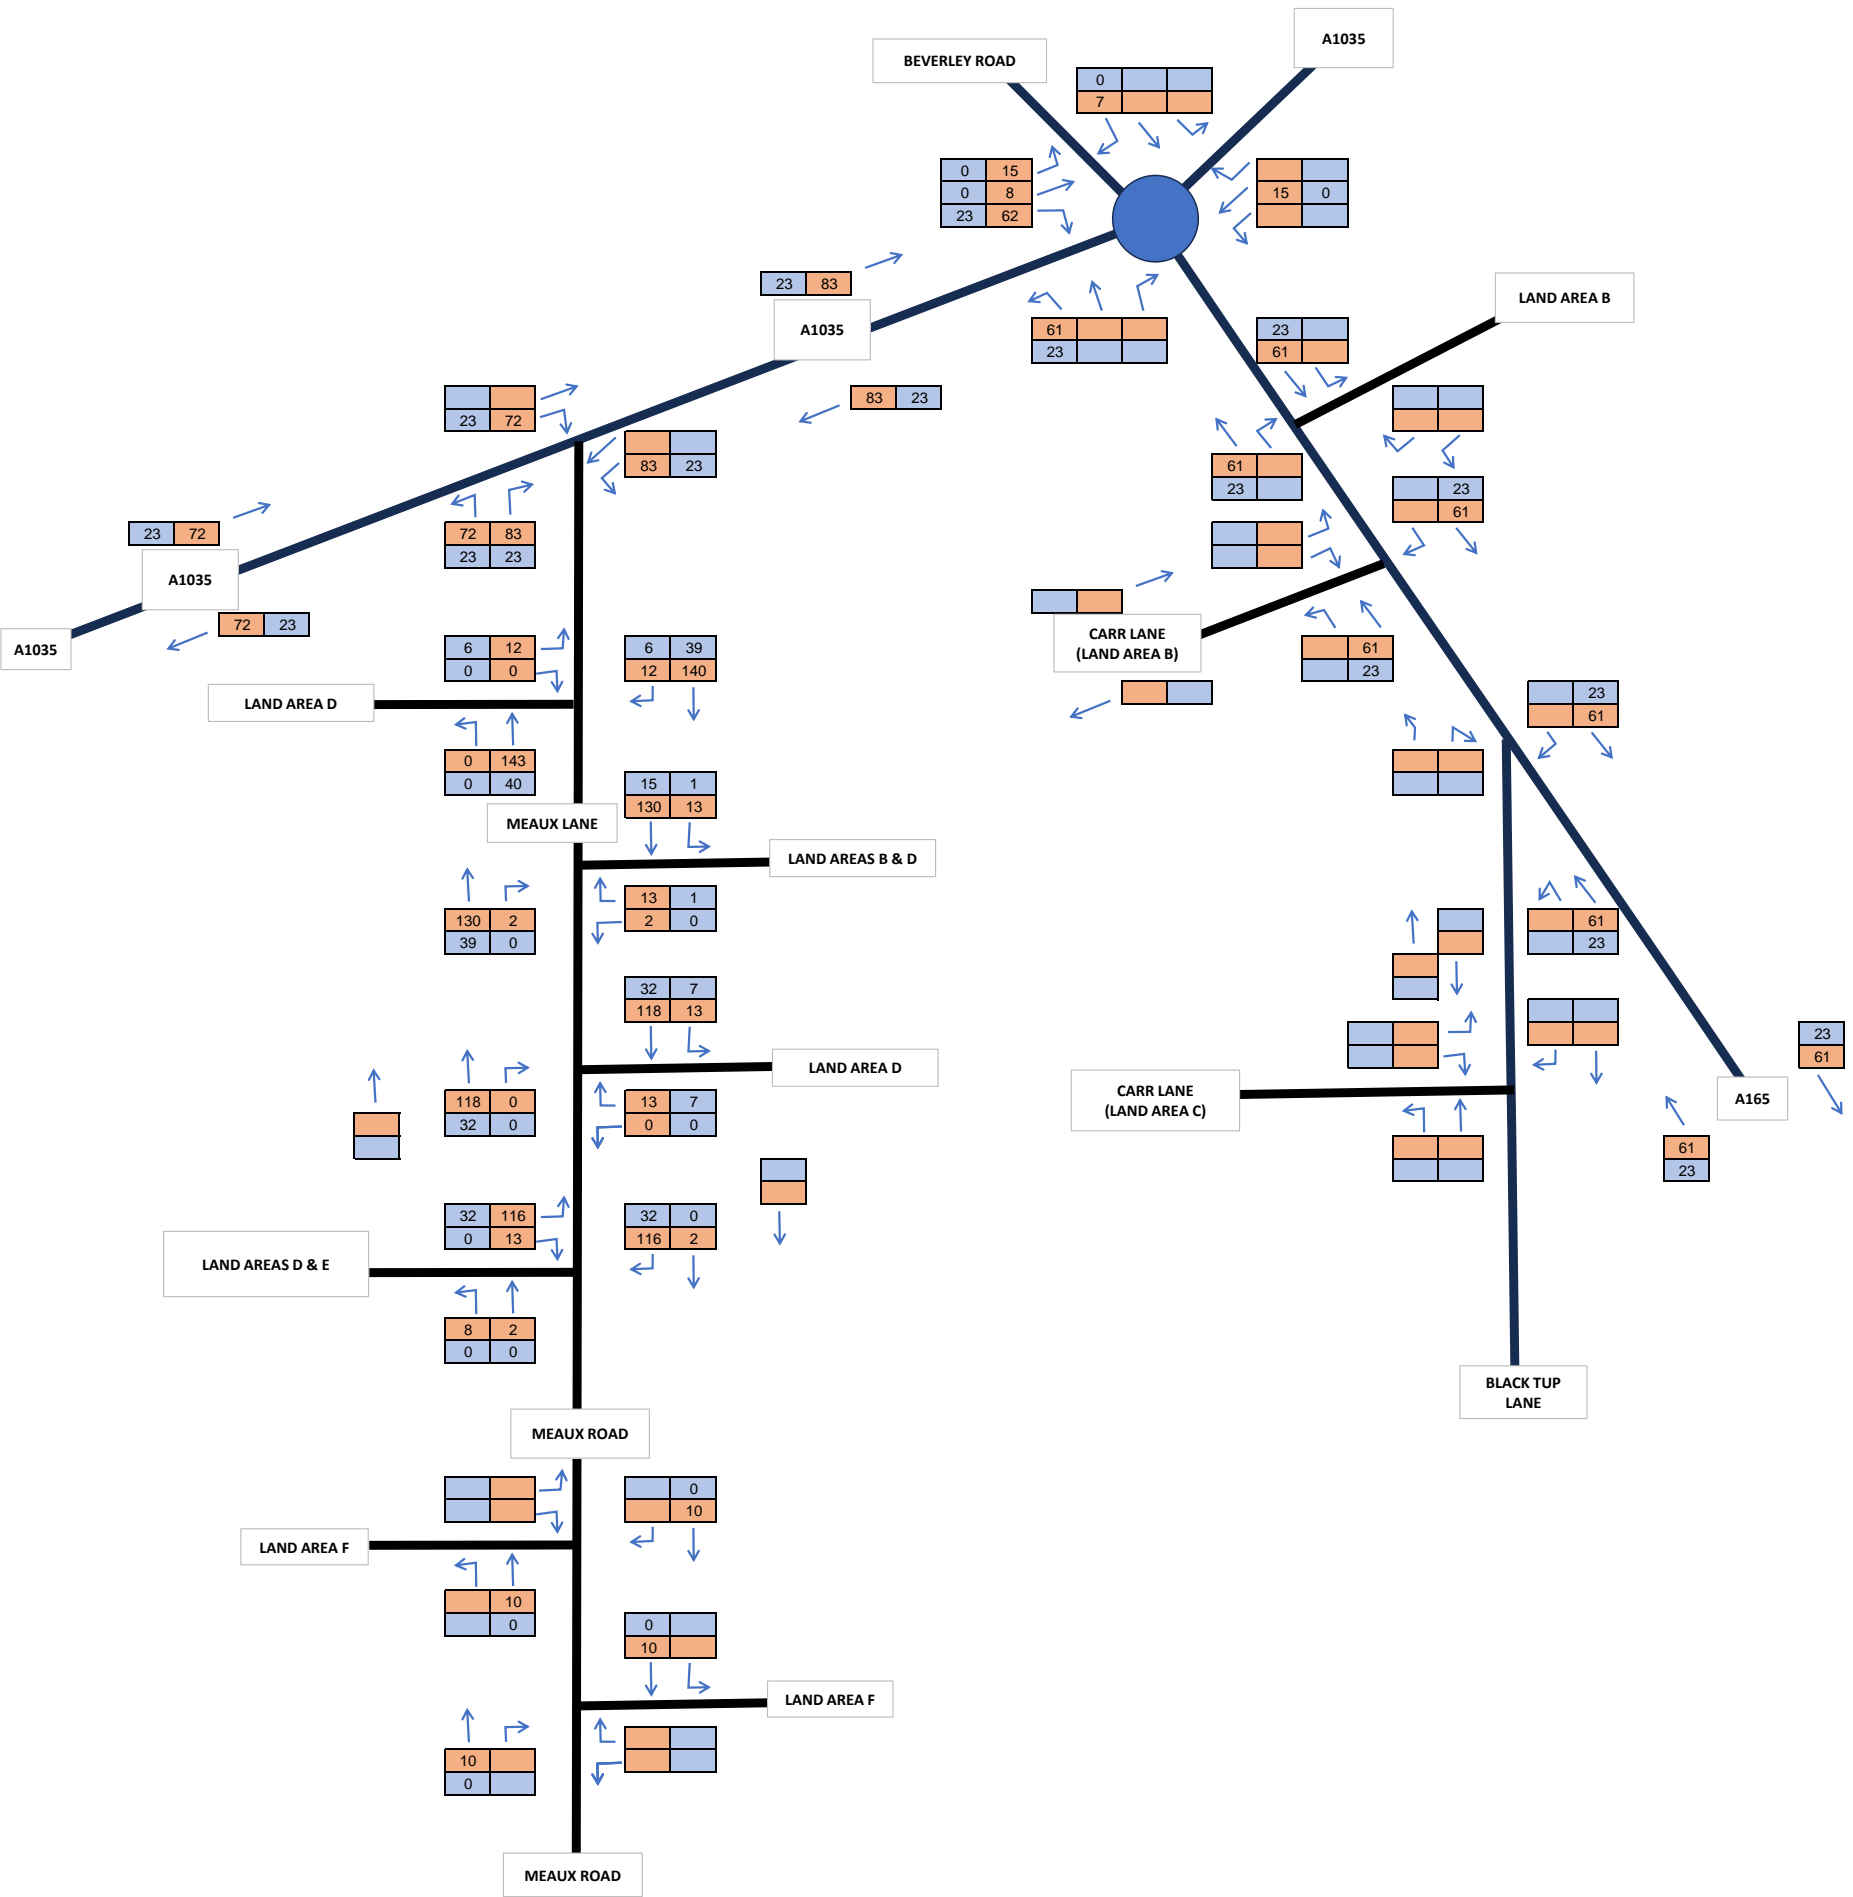 A1035
BEVERLEY ROAD
0
7
0 15
0 8
23 62
15 0
23 83
A1035
61
23
23
61
LAND AREA B
83 23
23 72
83 23
61
23
23
61
23 72
72 83
23 23
A1035
72 23
A1035
CARR LANE
(LAND AREA B)
61
23
6 12
0 0
6 39
12 140
LAND AREA D
23
61
0 143
0 40
15 1
130 13
MEAUX LANE
LAND AREAS B & D
130 2
39 0
13 1
2 0
61
23
32 7
118 13
LAND AREA D
23
61
118 0
32 0
13 7
0 0
CARR LANE
(LAND AREA C)
A165
61
23
32 116
0 13
32 0
116 2
LAND AREAS D & E
8 2
0 0
BLACK TUP
LANE
MEAUX ROAD
0
10
LAND AREA F
10
0
0
10
LAND AREA F
10
0
MEAUX ROAD